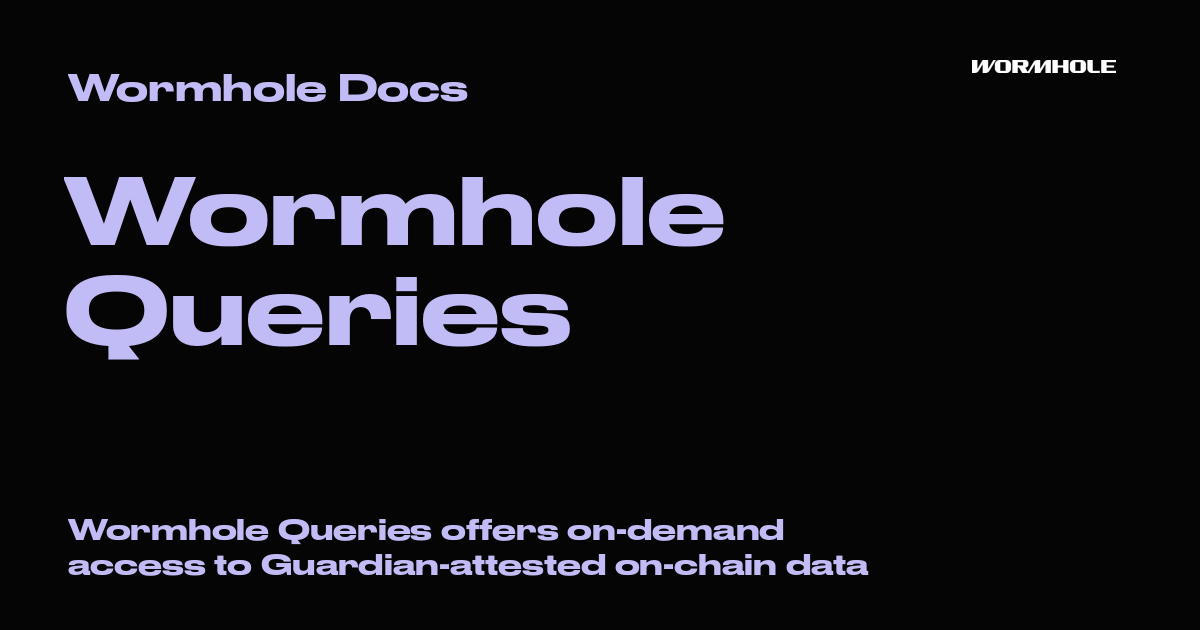 Wormhole Docs
WORMHOLE
Wormhole
Queries
Wormhole Queries offers on-demand
access to Guardian-attested on-chain data